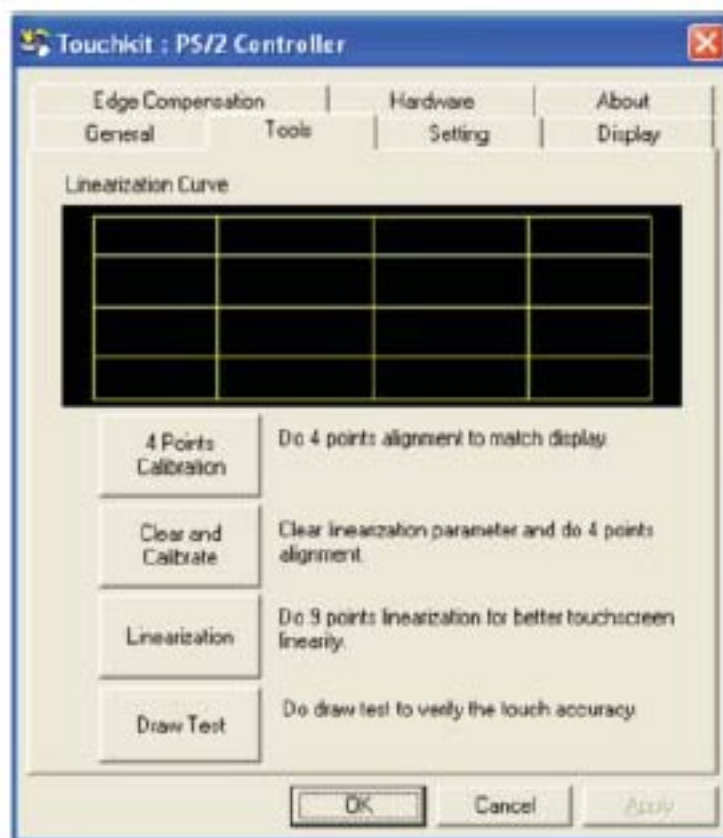 Touchkit : PS/2 Controller
Edge Compensation Hardware About
General Tools Setting Display
Linearization Curve
4 Points
Calibration
Do 4 points alignment to match display.
Clear and
Calibrate
Clear linearization parameter and do 4 points
alignment.
Linearization
Do 9 points linearization for better touchscreen
linearity.
Draw Test
Do draw test to verify the touch accuracy.
OK Cancel Apply